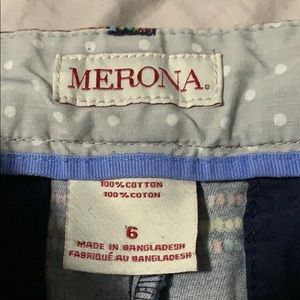 MERONA
100% COTTON
100% COTON
6
MADE IN BANGLADESH
FABRIQUÉ AU BANGLADESH